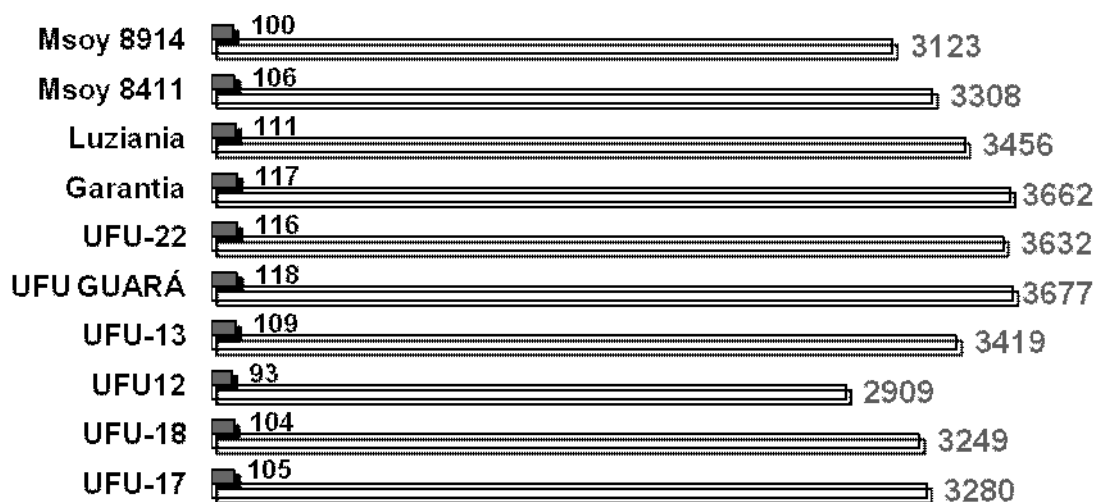 Msoy 8914 100 3123
Msoy 8411 106 3308
Luziania 111 3456
Garantia 117 3662
UFU-22 116 3632
UFU GUARÁ 118 3677
UFU-13 109 3419
UFU12 93 2909
UFU-18 104 3249
UFU-17 105 3280